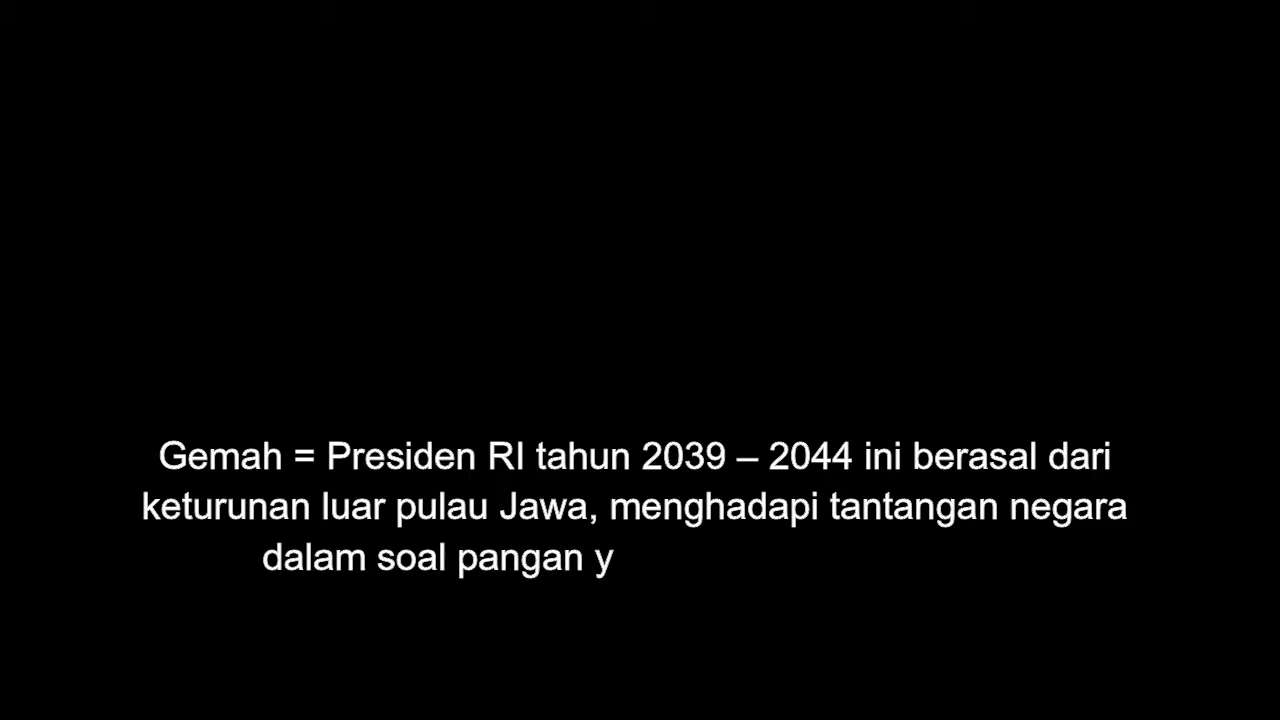 Gemah = Presiden RI tahun 2039 – 2044 ini berasal dari
keturunan luar pulau Jawa, menghadapi tantangan negara
dalam soal pangan y